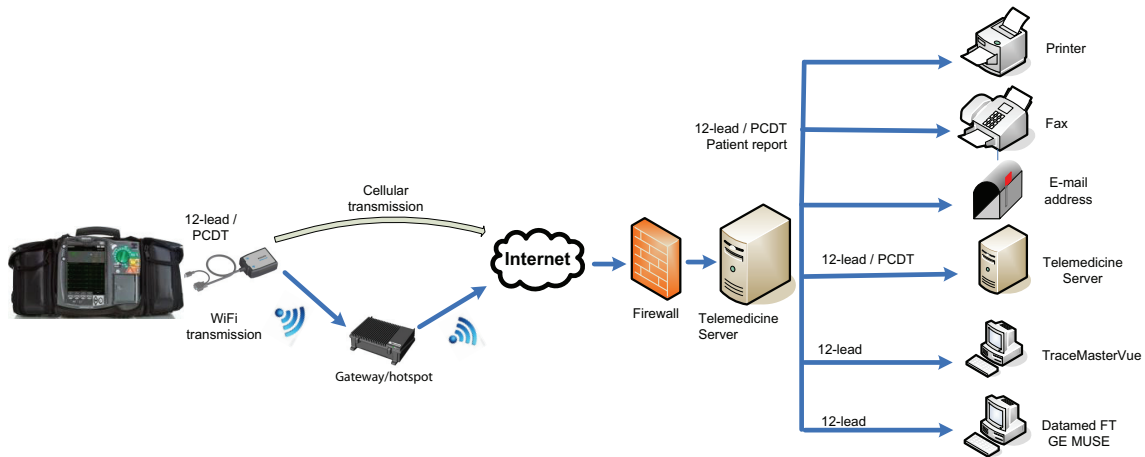 12-lead /
PCDT
WiFi
transmission
Cellular
transmission
Gateway/hotspot
Internet
Firewall
Telemedicine
Server
12-lead / PCDT
Patient report
Printer
Fax
E-mail
address
12-lead / PCDT
Telemedicine
Server
12-lead
TraceMasterVue
12-lead
Datamed FT
GE MUSE